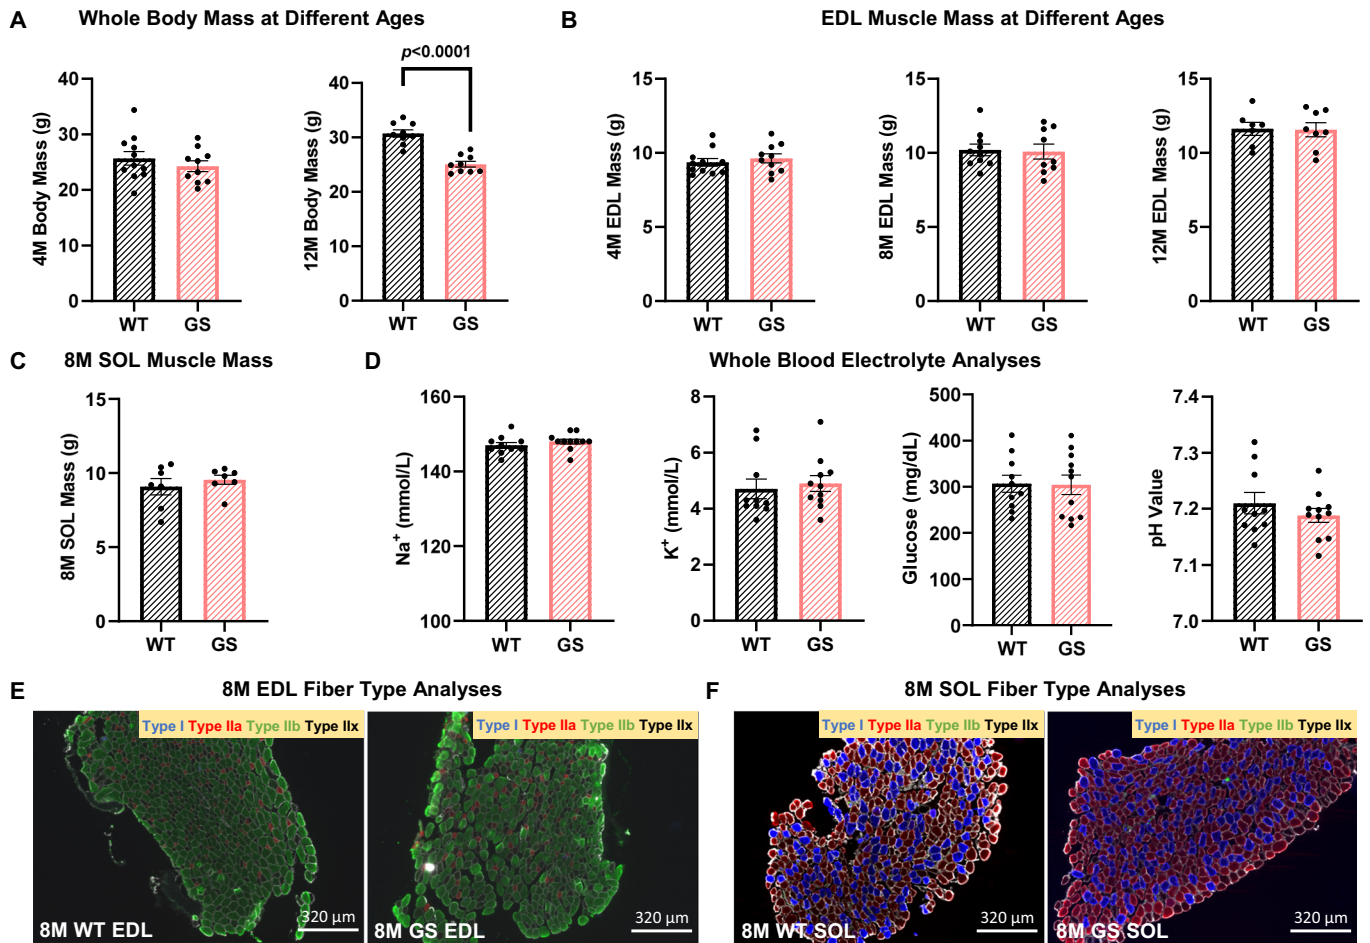 A Whole Body Mass at Different Ages
p<0.0001
4M Body Mass (g)
40
30
20
10
0
WT GS
12M Body Mass (g)
40
30
20
10
0
WT GS
B EDL Muscle Mass at Different Ages
4M EDL Mass (g)
15
10
5
0
WT GS
8M EDL Mass (g)
15
10
5
0
WT GS
12M EDL Mass (g)
15
10
5
0
WT GS
C 8M SOL Muscle Mass
8M SOL Mass (g)
15
10
5
0
WT GS
D Whole Blood Electrolyte Analyses
Na⁺ (mmol/L)
160
140
120
100
WT GS
K⁺ (mmol/L)
8
6
4
2
0
WT GS
Glucose (mg/dL)
500
400
300
200
100
0
WT GS
pH Value
7.4
7.3
7.2
7.1
7.0
WT GS
E 8M EDL Fiber Type Analyses
Type I Type IIa Type IIb Type IIx
320 µm
8M WT EDL
Type I Type IIa Type IIb Type IIx
320 µm
8M GS EDL
F 8M SOL Fiber Type Analyses
Type I Type IIa Type IIb Type IIx
320 µm
8M WT SOL
Type I Type IIa Type IIb Type IIx
320 µm
8M GS SOL